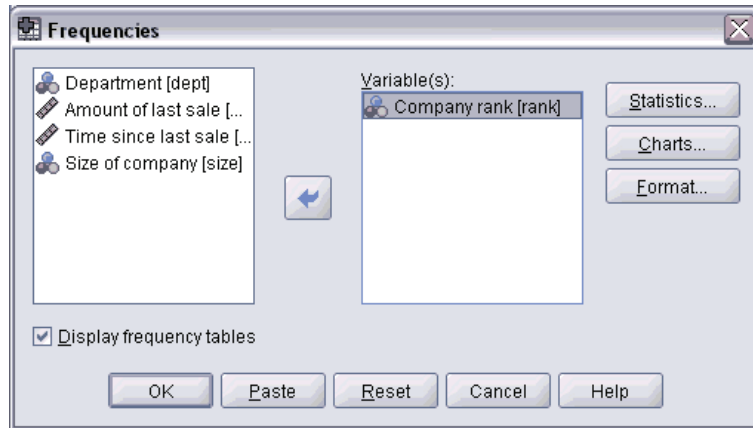 Frequencies
Department [dept]
Amount of last sale [...
Time since last sale [...
Size of company [size]
Variable(s):
Company rank [rank]
Statistics...
Charts...
Format...
Display frequency tables
OK
Paste
Reset
Cancel
Help